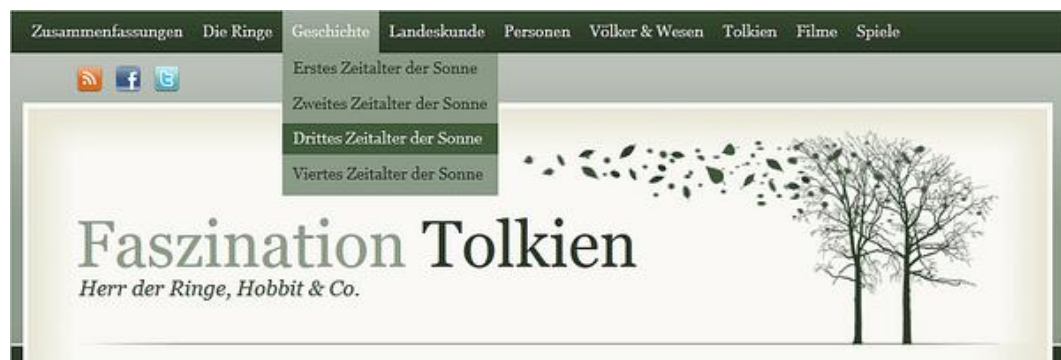 Zusammenfassungen Die Ringe Geschichte Landeskunde Personen Völker & Wesen Tolkien Filme Spiele
Erstes Zeitalter der Sonne
Zweites Zeitalter der Sonne
Drittes Zeitalter der Sonne
Viertes Zeitalter der Sonne
Faszination Tolkien
Herr der Ringe, Hobbit & Co.